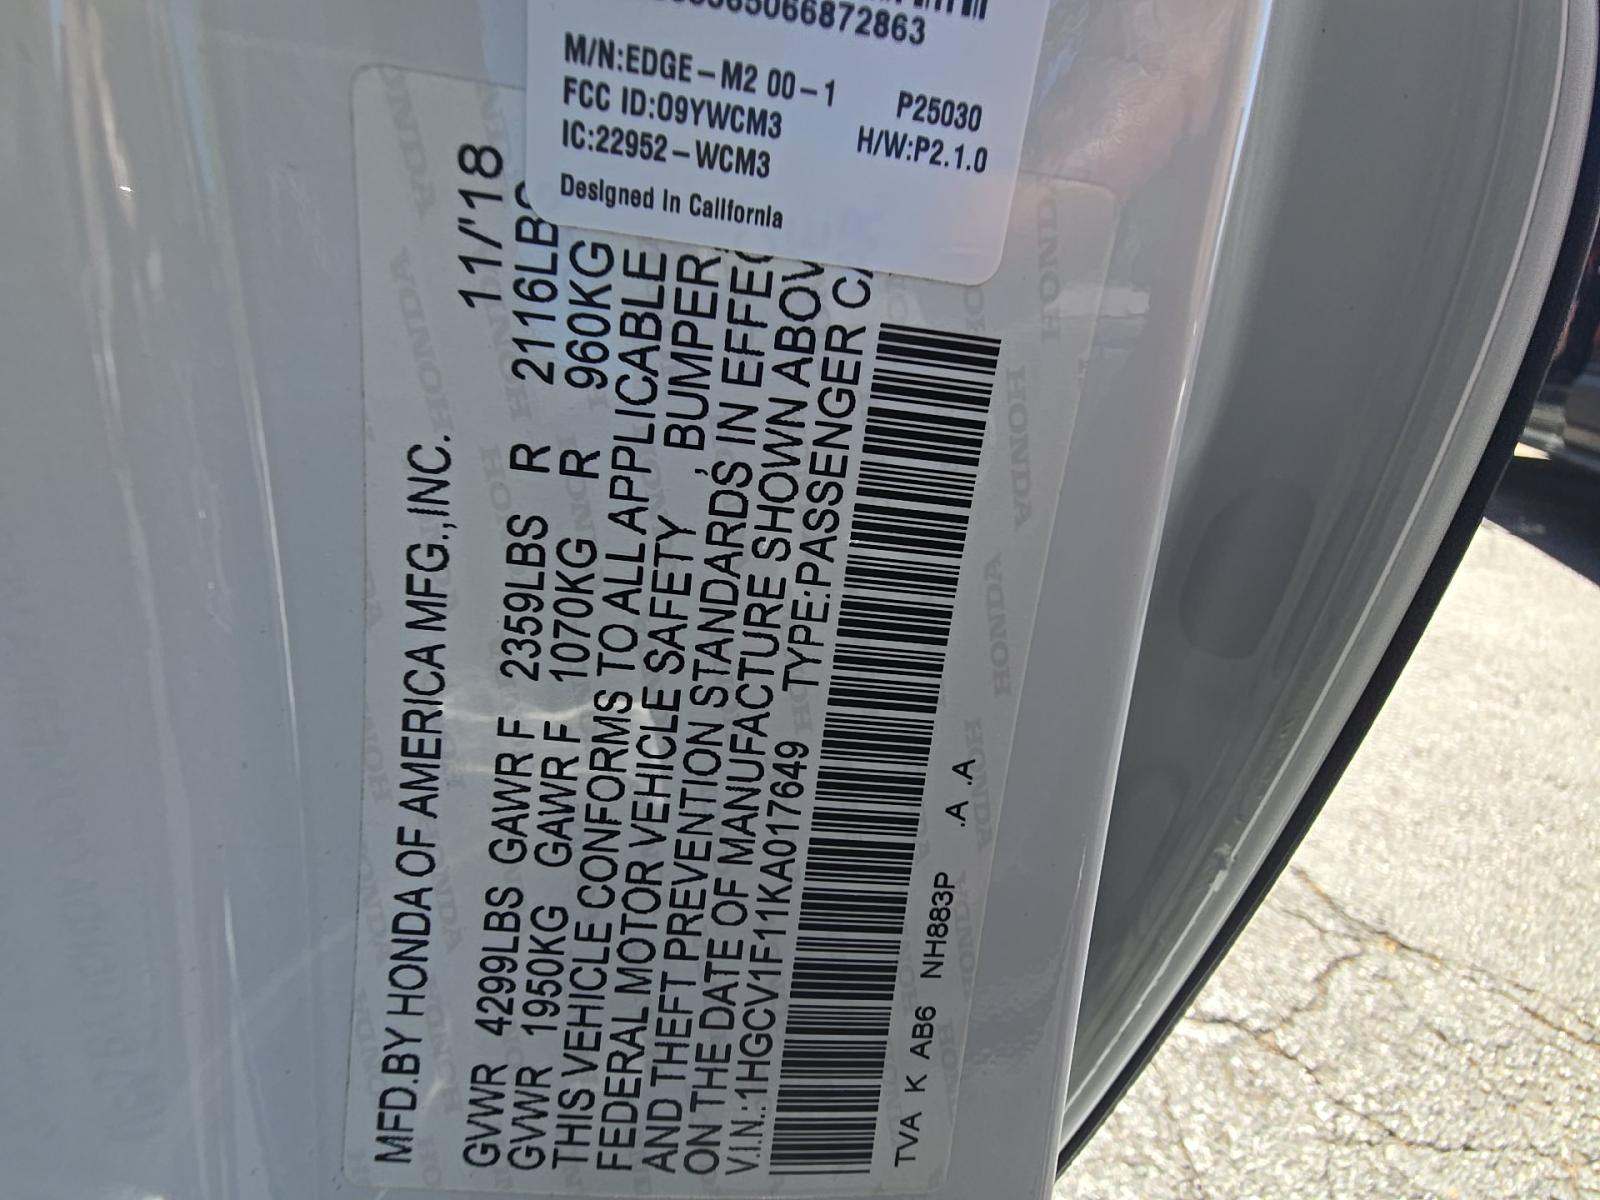 5066872863
M/N:EDGE-M2 00-1
P25030
FCC ID:O9YWCM3
H/W:P2.1.0
IC:22952-WCM3
Designed in California
MFD.BY HONDA OF AMERICA MFG.,INC. 11/'18
GVWR 4299LBS GAWR F 2359LBS R 2116LBS
GVWR 1950KG GAWR F 1070KG R 960KG
THIS VEHICLE CONFORMS TO ALL APPLICABLE
FEDERAL MOTOR VEHICLE SAFETY , BUMPER,
AND THEFT PREVENTION STANDARDS IN EFFEC
ON THE DATE OF MANUFACTURE SHOWN ABOV
V.I.N.:1HGCV1F11KA017649 TYPE:PASSENGER CA
TVA K AB6 NH883P .A .A